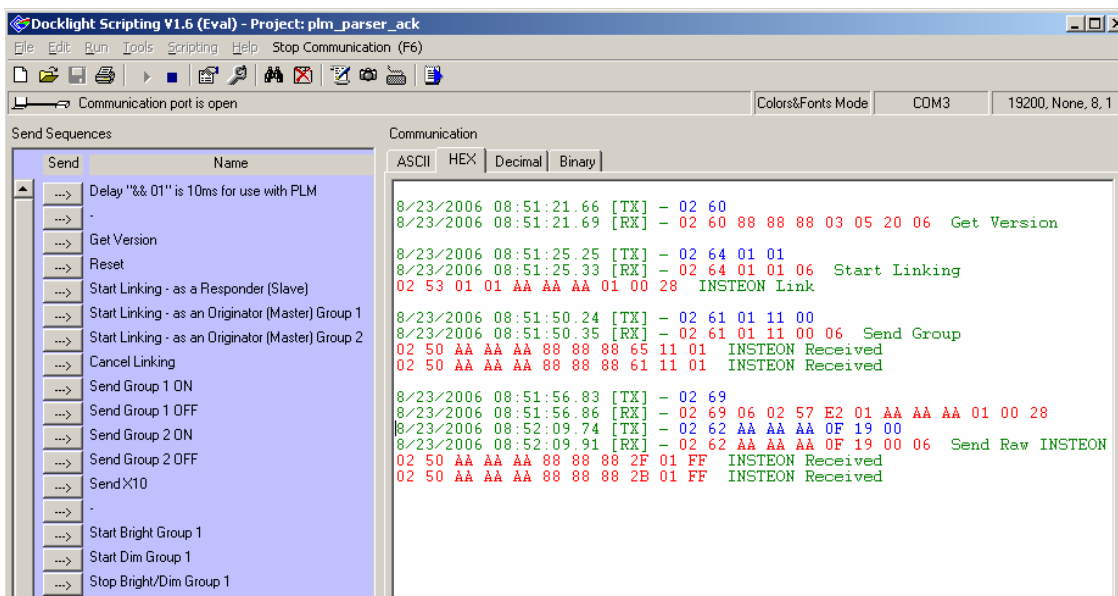 Docklight Scripting V1.6 (Eval) - Project: plm_parser_ack
File Edit Run Tools Scripting Help Stop Communication (F6)
Communication port is open Colors&Fonts Mode COM3 19200, None, 8, 1
Send Sequences
Send Name
---> Delay "&& 01" is 10ms for use with PLM
---> -
---> Get Version
---> Reset
---> Start Linking - as a Responder (Slave)
---> Start Linking - as an Originator (Master) Group 1
---> Start Linking - as an Originator (Master) Group 2
---> Cancel Linking
---> Send Group 1 ON
---> Send Group 1 OFF
---> Send Group 2 ON
---> Send Group 2 OFF
---> Send X10
---> -
---> Start Bright Group 1
---> Start Dim Group 1
---> Stop Bright/Dim Group 1
Communication
ASCII HEX Decimal Binary
8/23/2006 08:51:21.66 [TX] - 02 60
8/23/2006 08:51:21.69 [RX] - 02 60 88 88 88 03 05 20 06 Get Version
8/23/2006 08:51:25.25 [TX] - 02 64 01 01
8/23/2006 08:51:25.33 [RX] - 02 64 01 01 06 Start Linking
02 53 01 01 AA AA AA 01 00 28 INSTEON Link
8/23/2006 08:51:50.24 [TX] - 02 61 01 11 00
8/23/2006 08:51:50.35 [RX] - 02 61 01 11 00 06 Send Group
02 50 AA AA AA 88 88 88 65 11 01 INSTEON Received
02 50 AA AA AA 88 88 88 61 11 01 INSTEON Received
8/23/2006 08:51:56.83 [TX] - 02 69
8/23/2006 08:51:56.86 [RX] - 02 69 06 02 57 E2 01 AA AA AA 01 00 28
8/23/2006 08:52:09.74 [TX] - 02 62 AA AA AA 0F 19 00
8/23/2006 08:52:09.91 [RX] - 02 62 AA AA AA 0F 19 00 06 Send Raw INSTEON
02 50 AA AA AA 88 88 88 2F 01 FF INSTEON Received
02 50 AA AA AA 88 88 88 2B 01 FF INSTEON Received